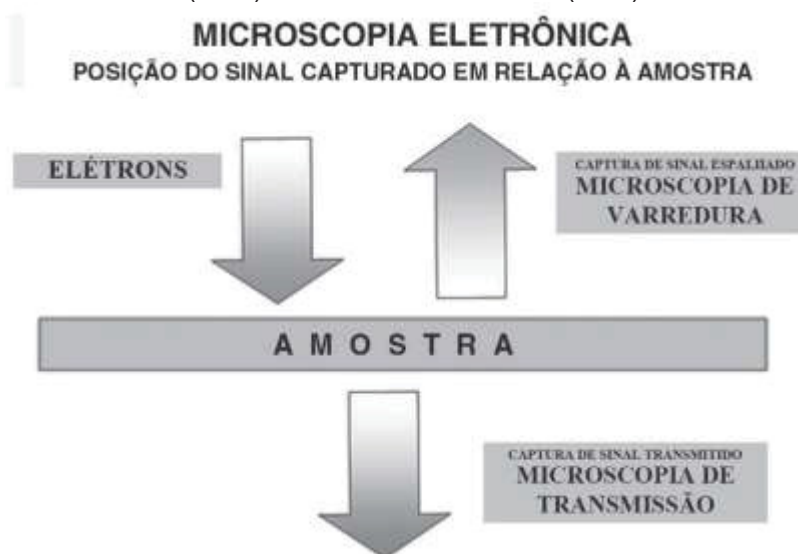 MICROSCOPIA ELETRÔNICA
POSIÇÃO DO SINAL CAPTURADO EM RELAÇÃO À AMOSTRA
ELÉTRONS
CAPTURA DE SINAL ESPALHADO
MICROSCOPIA DE
VARREDURA
AMOSTRA
CAPTURA DE SINAL TRANSMITIDO
MICROSCOPIA DE
TRANSMISSÃO